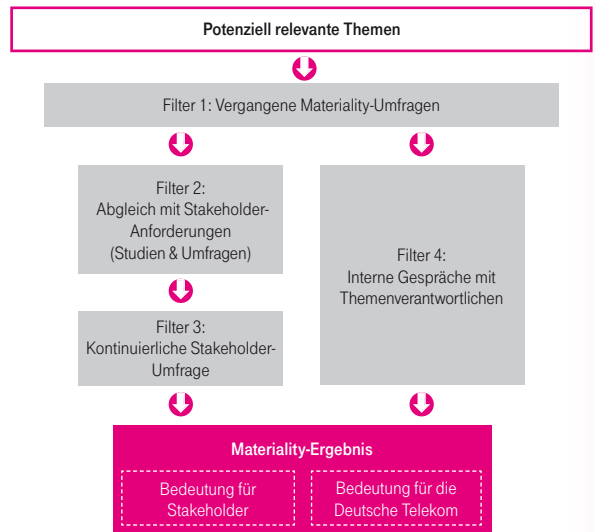 Potenziell relevante Themen
Filter 1: Vergangene Materiality-Umfragen
Filter 2:
Abgleich mit Stakeholder-
Anforderungen
(Studien & Umfragen)
Filter 3:
Kontinuierliche Stakeholder-
Umfrage
Filter 4:
Interne Gespräche mit
Themenverantwortlichen
Materiality-Ergebnis
Bedeutung für
Stakeholder
Bedeutung für die
Deutsche Telekom